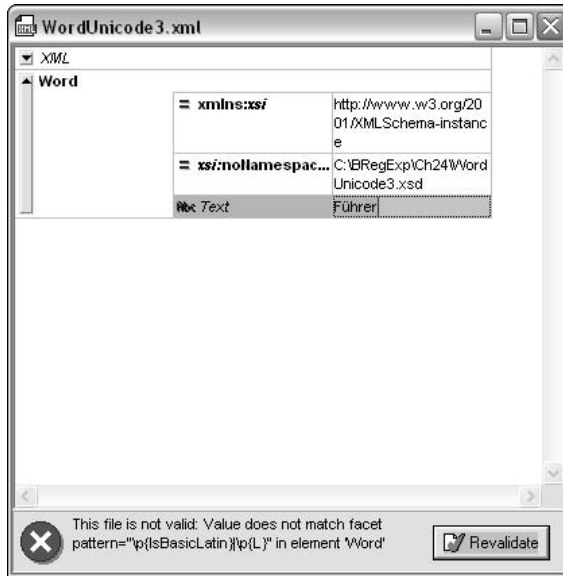 WordUnicode3.xml
XML
Word
= xmlns:xsi
http://www.w3.org/20
01/XMLSchema-instanc
e
= xsi:noNamespac...
C:\BRegExp\Ch24\Word
Unicode3.xsd
Abc Text
Führer
This file is not valid: Value does not match facet
pattern="\p{IsBasicLatin}|\p{L}" in element 'Word'
Revalidate